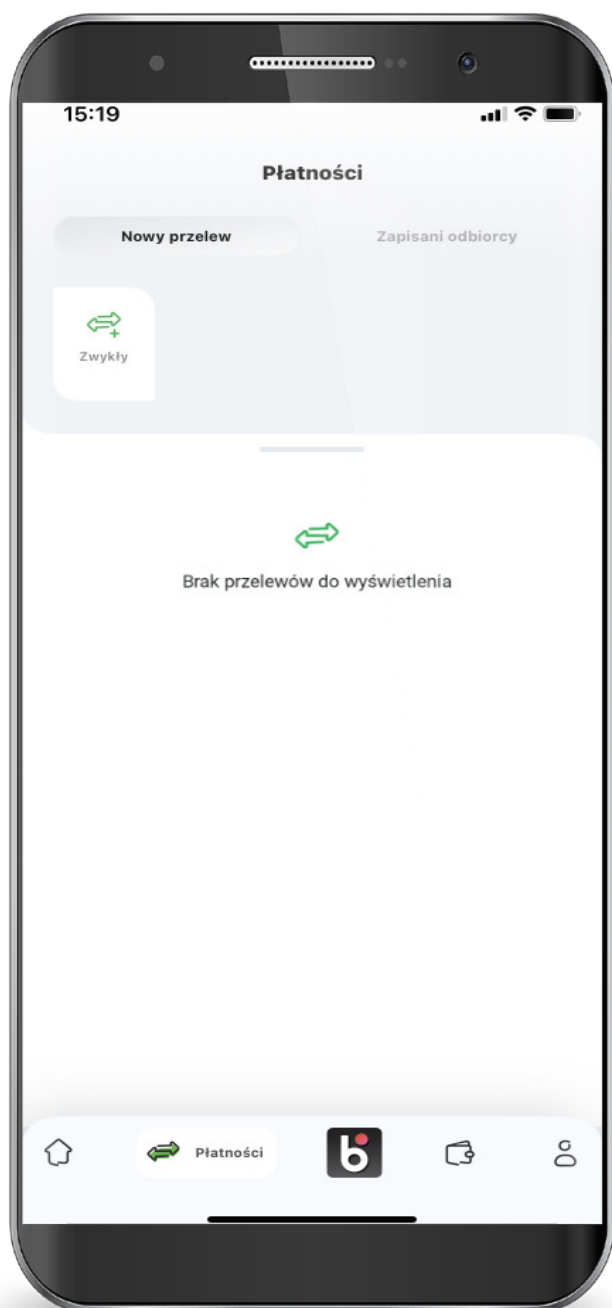 15:19
Płatności
Nowy przelew
Zapisani odbiorcy
Zwykły
Brak przelewów do wyświetlenia
Płatności
b